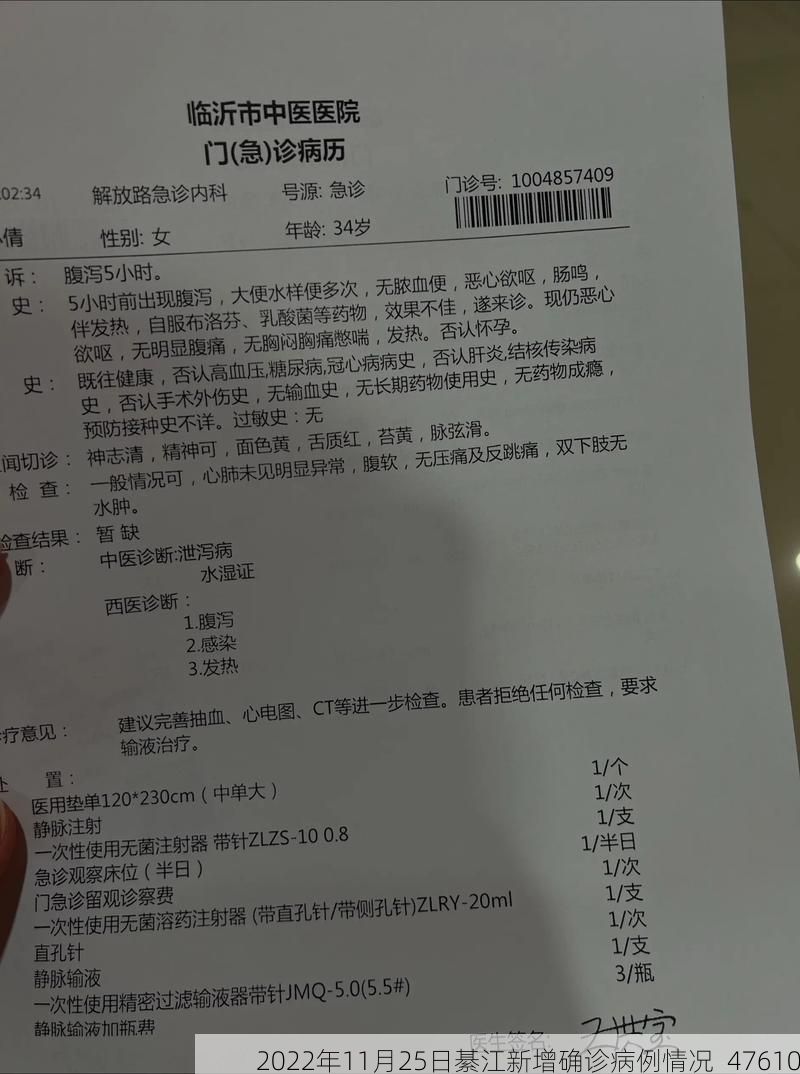 临沂市中医医院
门(急)诊病历
:02:34 解放路急诊内科 号源: 急诊 门诊号: 1004857409
倩 性别: 女 年龄: 34岁
诉： 腹泻5小时。
史： 5小时前出现腹泻，大便水样便多次，无脓血便，恶心欲呕，肠鸣，
伴发热，自服布洛芬、乳酸菌等药物，效果不佳，遂来诊。现仍恶心
欲呕，无明显腹痛，无胸闷胸痛憋喘，发热。否认怀孕。
史： 既往健康，否认高血压,糖尿病,冠心病病史，否认肝炎,结核传染病
史，否认手术外伤史，无输血史，无长期药物使用史，无药物成瘾，
预防接种史不详。过敏史：无
闻切诊： 神志清，精神可，面色黄，舌质红，苔黄，脉弦滑。
检 查： 一般情况可，心肺未见明显异常，腹软，无压痛及反跳痛，双下肢无
水肿。
检查结果： 暂 缺
断： 中医诊断:泄泻病
水湿证
西医诊断：
1.腹泻
2.感染
3.发热
疗意见： 建议完善抽血、心电图、CT等进一步检查。患者拒绝任何检查，要求
输液治疗。
处 置：
医用垫单120*230cm（中单大） 1/个
静脉注射 1/次
一次性使用无菌注射器 带针ZLZS-10 0.8 1/支
急诊观察床位（半日） 1/半日
门急诊留观诊察费 1/次
一次性使用无菌溶药注射器 (带直孔针/带侧孔针)ZLRY-20ml 1/支
直孔针
静脉输液 1/次
一次性使用精密过滤输液器带针JMQ-5.0(5.5#) 1/支
静脉输液加瓶费 3/瓶
医生签名:
2022年11月25日綦江新增确诊病例情况_47610